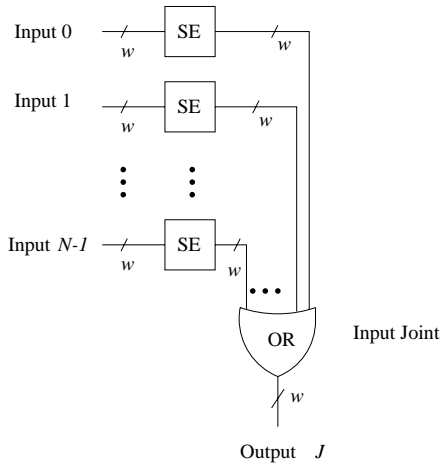 Input 0
SE
w
w
Input 1
SE
w
w
Input N-1
SE
w
w
OR
Input Joint
w
Output J